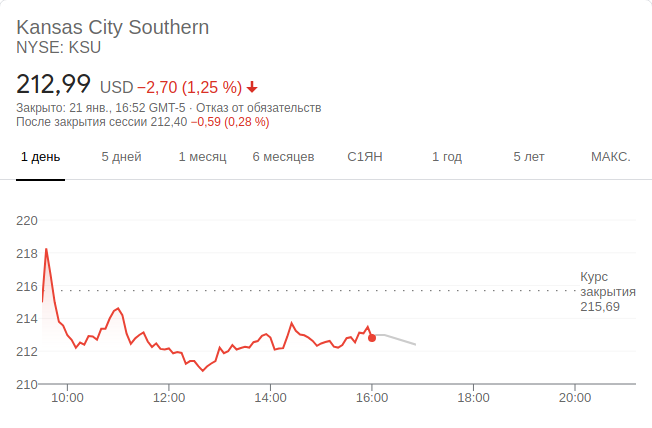 Kansas City Southern
NYSE: KSU
212,99 USD −2,70 (1,25 %)
Закрыто: 21 янв., 16:52 GMT-5 · Отказ от обязательств
После закрытия сессии 212,40 −0,59 (0,28 %)
1 день 5 дней 1 месяц 6 месяцев С1ЯН 1 год 5 лет МАКС.
220
218
216
214
212
210
Курс
закрытия
215,69
10:00 12:00 14:00 16:00 18:00 20:00